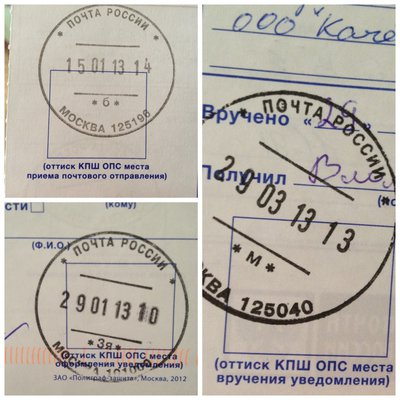 * ПОЧТА РОССИИ *
15 01 13 14
* б *
МОСКВА 125196
(оттиск КПШ ОПС места
приема почтового отправления)
ООО
Вручено «29
Получил
* ПОЧТА РОССИИ *
29 03 13 13
* м *
МОСКВА 125040
(оттиск КПШ ОПС места
вручения уведомления)
(кому)
(Ф.И.О.)
* ПОЧТА РОССИИ *
29 01 13 10
* 3я *
(оттиск КПШ ОПС места
оформления уведомления)
ЗАО «Полиграф-защита», Москва, 2012